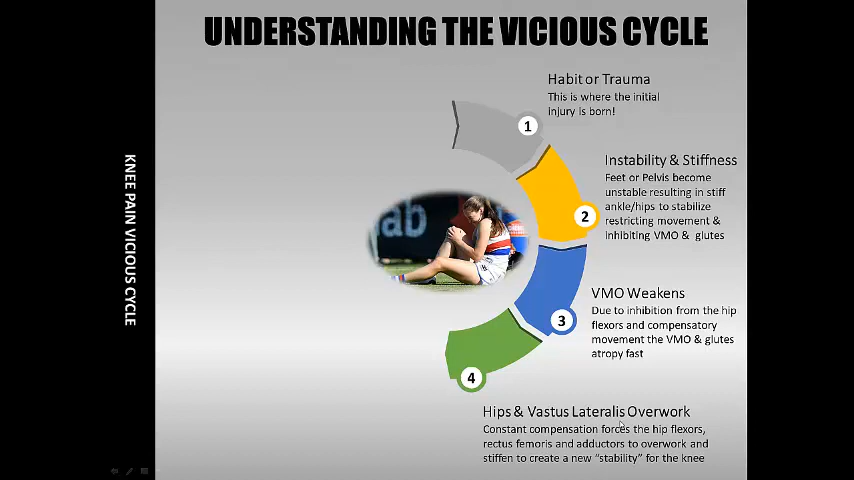 UNDERSTANDING THE VICIOUS CYCLE
KNEE PAIN VICIOUS CYCLE
1
Habit or Trauma
This is where the initial
injury is born!
2
Instability & Stiffness
Feet or Pelvis become
unstable resulting in stiff
ankle/hips to stabilize
restricting movement &
inhibiting VMO & glutes
3
VMO Weakens
Due to inhibition from the hip
flexors and compensatory
movement the VMO & glutes
atropy fast
4
Hips & Vastus Lateralis Overwork
Constant compensation forces the hip flexors,
rectus femoris and adductors to overwork and
stiffen to create a new “stability” for the knee
ab